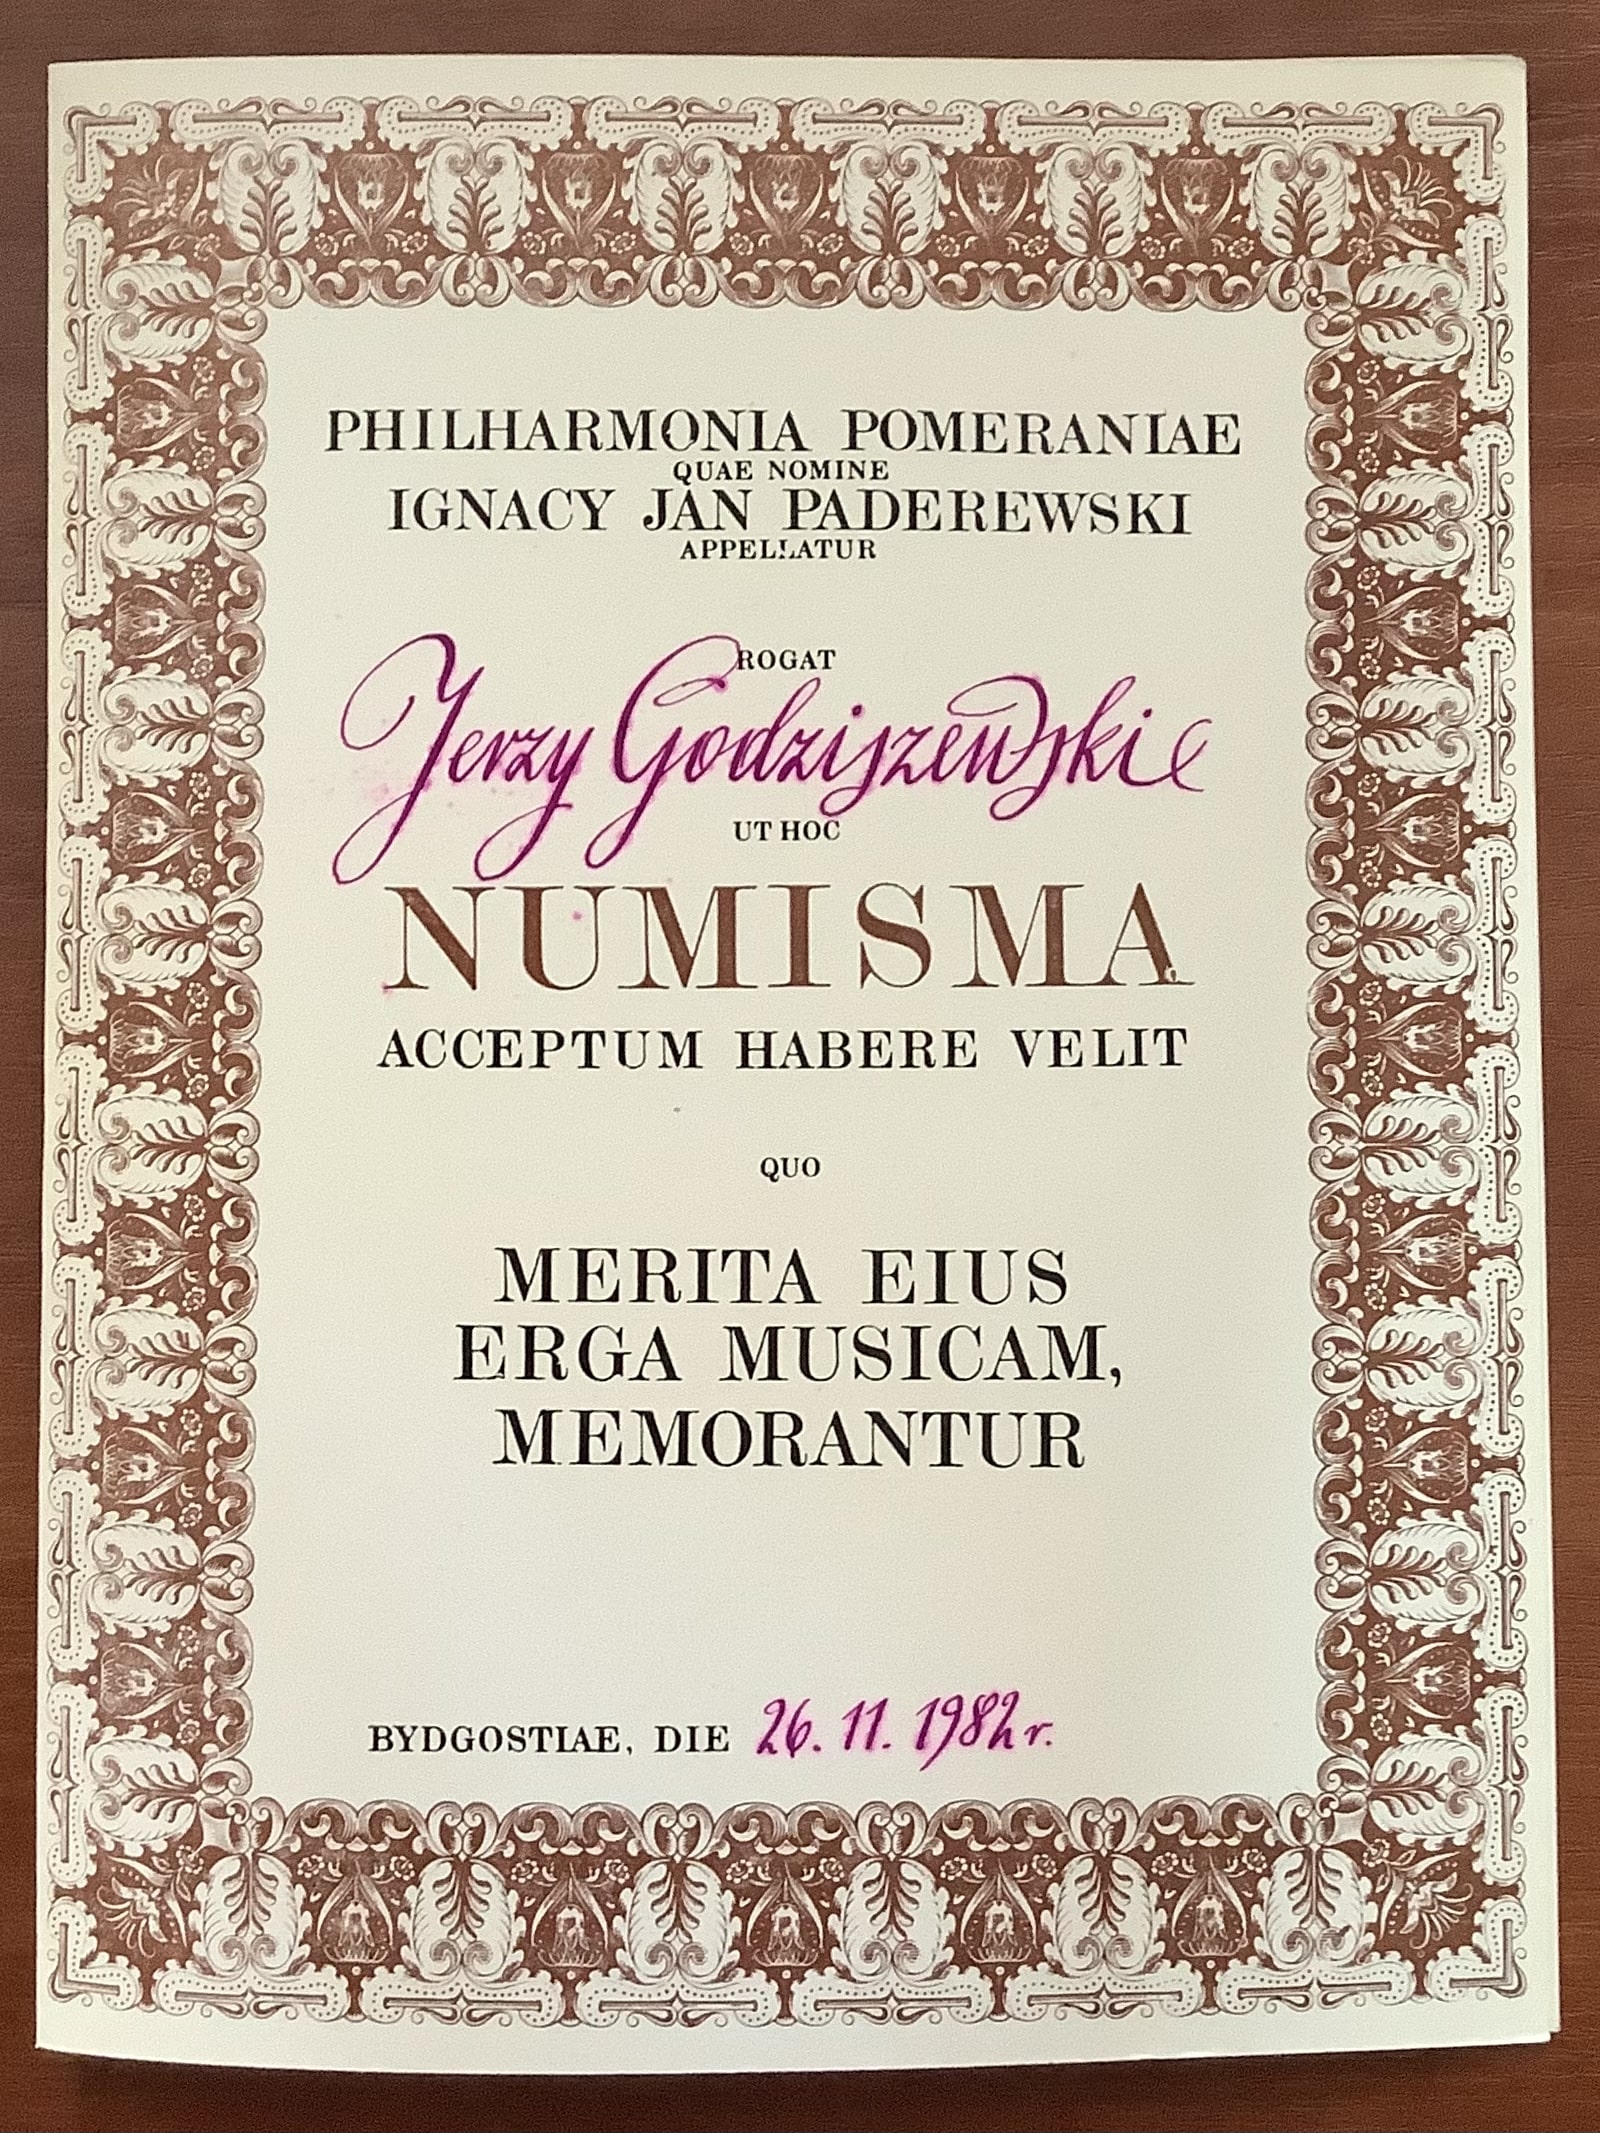 PHILHARMONIA POMERANIAE
QUAE NOMINE
IGNACY JAN PADEREWSKI
APPELLATUR
ROGAT
Jerzy Godziszewski
UT HOC
NUMISMA
ACCEPTUM HABERE VELIT
QUO
MERITA EIUS
ERGA MUSICAM,
MEMORANTUR
BYDGOSTIAE, DIE 26. 11. 1982 r.